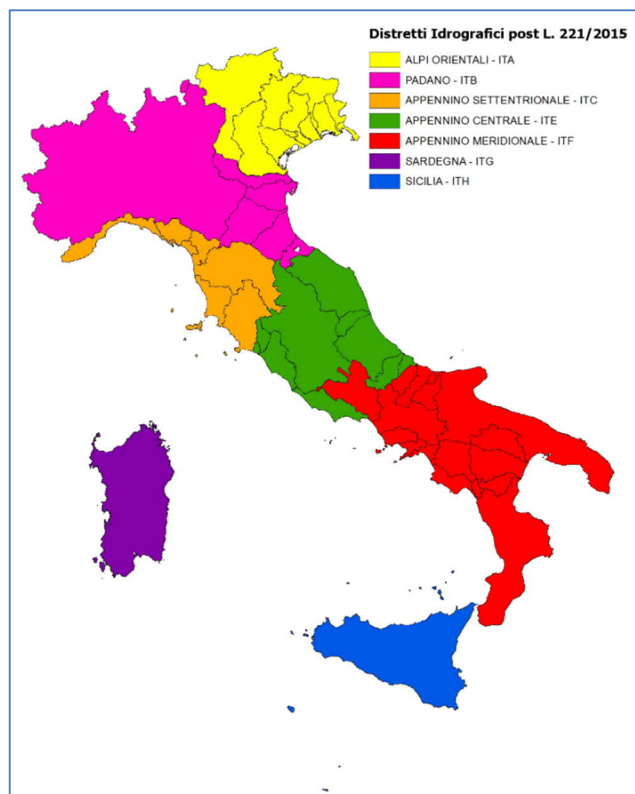 Distretti Idrografici post L. 221/2015
ALPI ORIENTALI - ITA
PADANO - ITB
APPENNINO SETTENTRIONALE - ITC
APPENNINO CENTRALE - ITE
APPENNINO MERIDIONALE - ITF
SARDEGNA - ITG
SICILIA - ITH